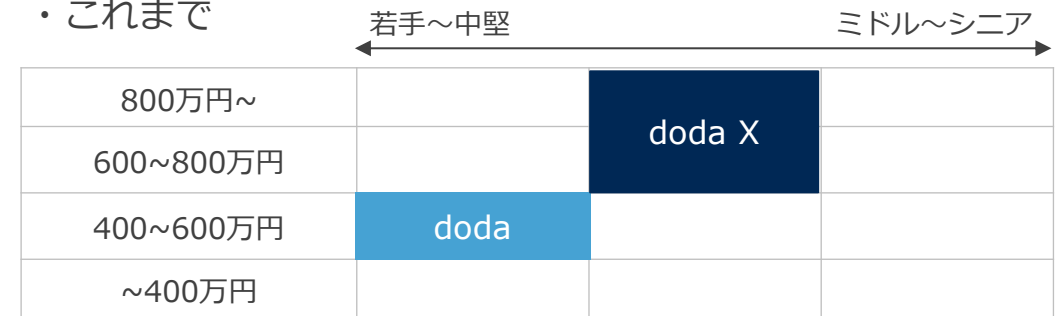 ・これまで
若手～中堅 ミドル～シニア
800万円~
doda X
600~800万円
400~600万円 doda
~400万円